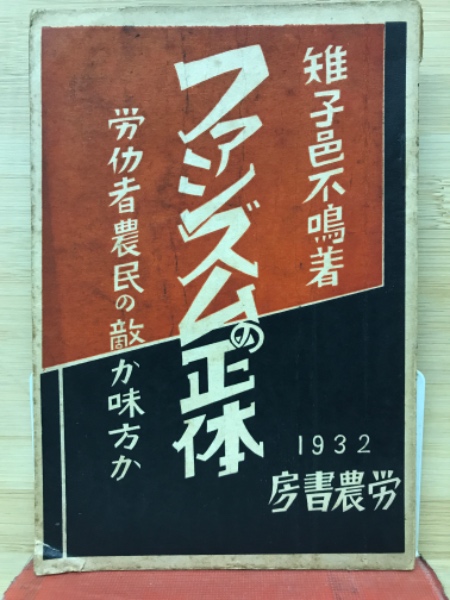 雉子邑不鳴著
ファシズムの正体
労仂者農民の敵か味方か
1932
労農書房